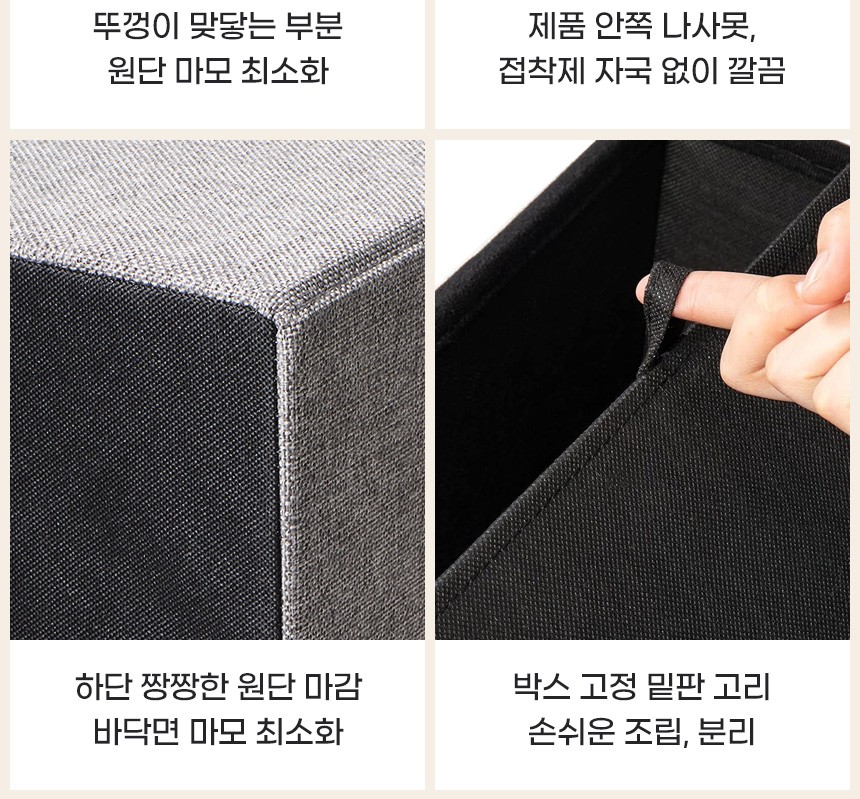 뚜껑이 맞닿는 부분
원단 마모 최소화
제품 안쪽 나사못,
접착제 자국 없이 깔끔
하단 짱짱한 원단 마감
바닥면 마모 최소화
박스 고정 밑판 고리
손쉬운 조립, 분리